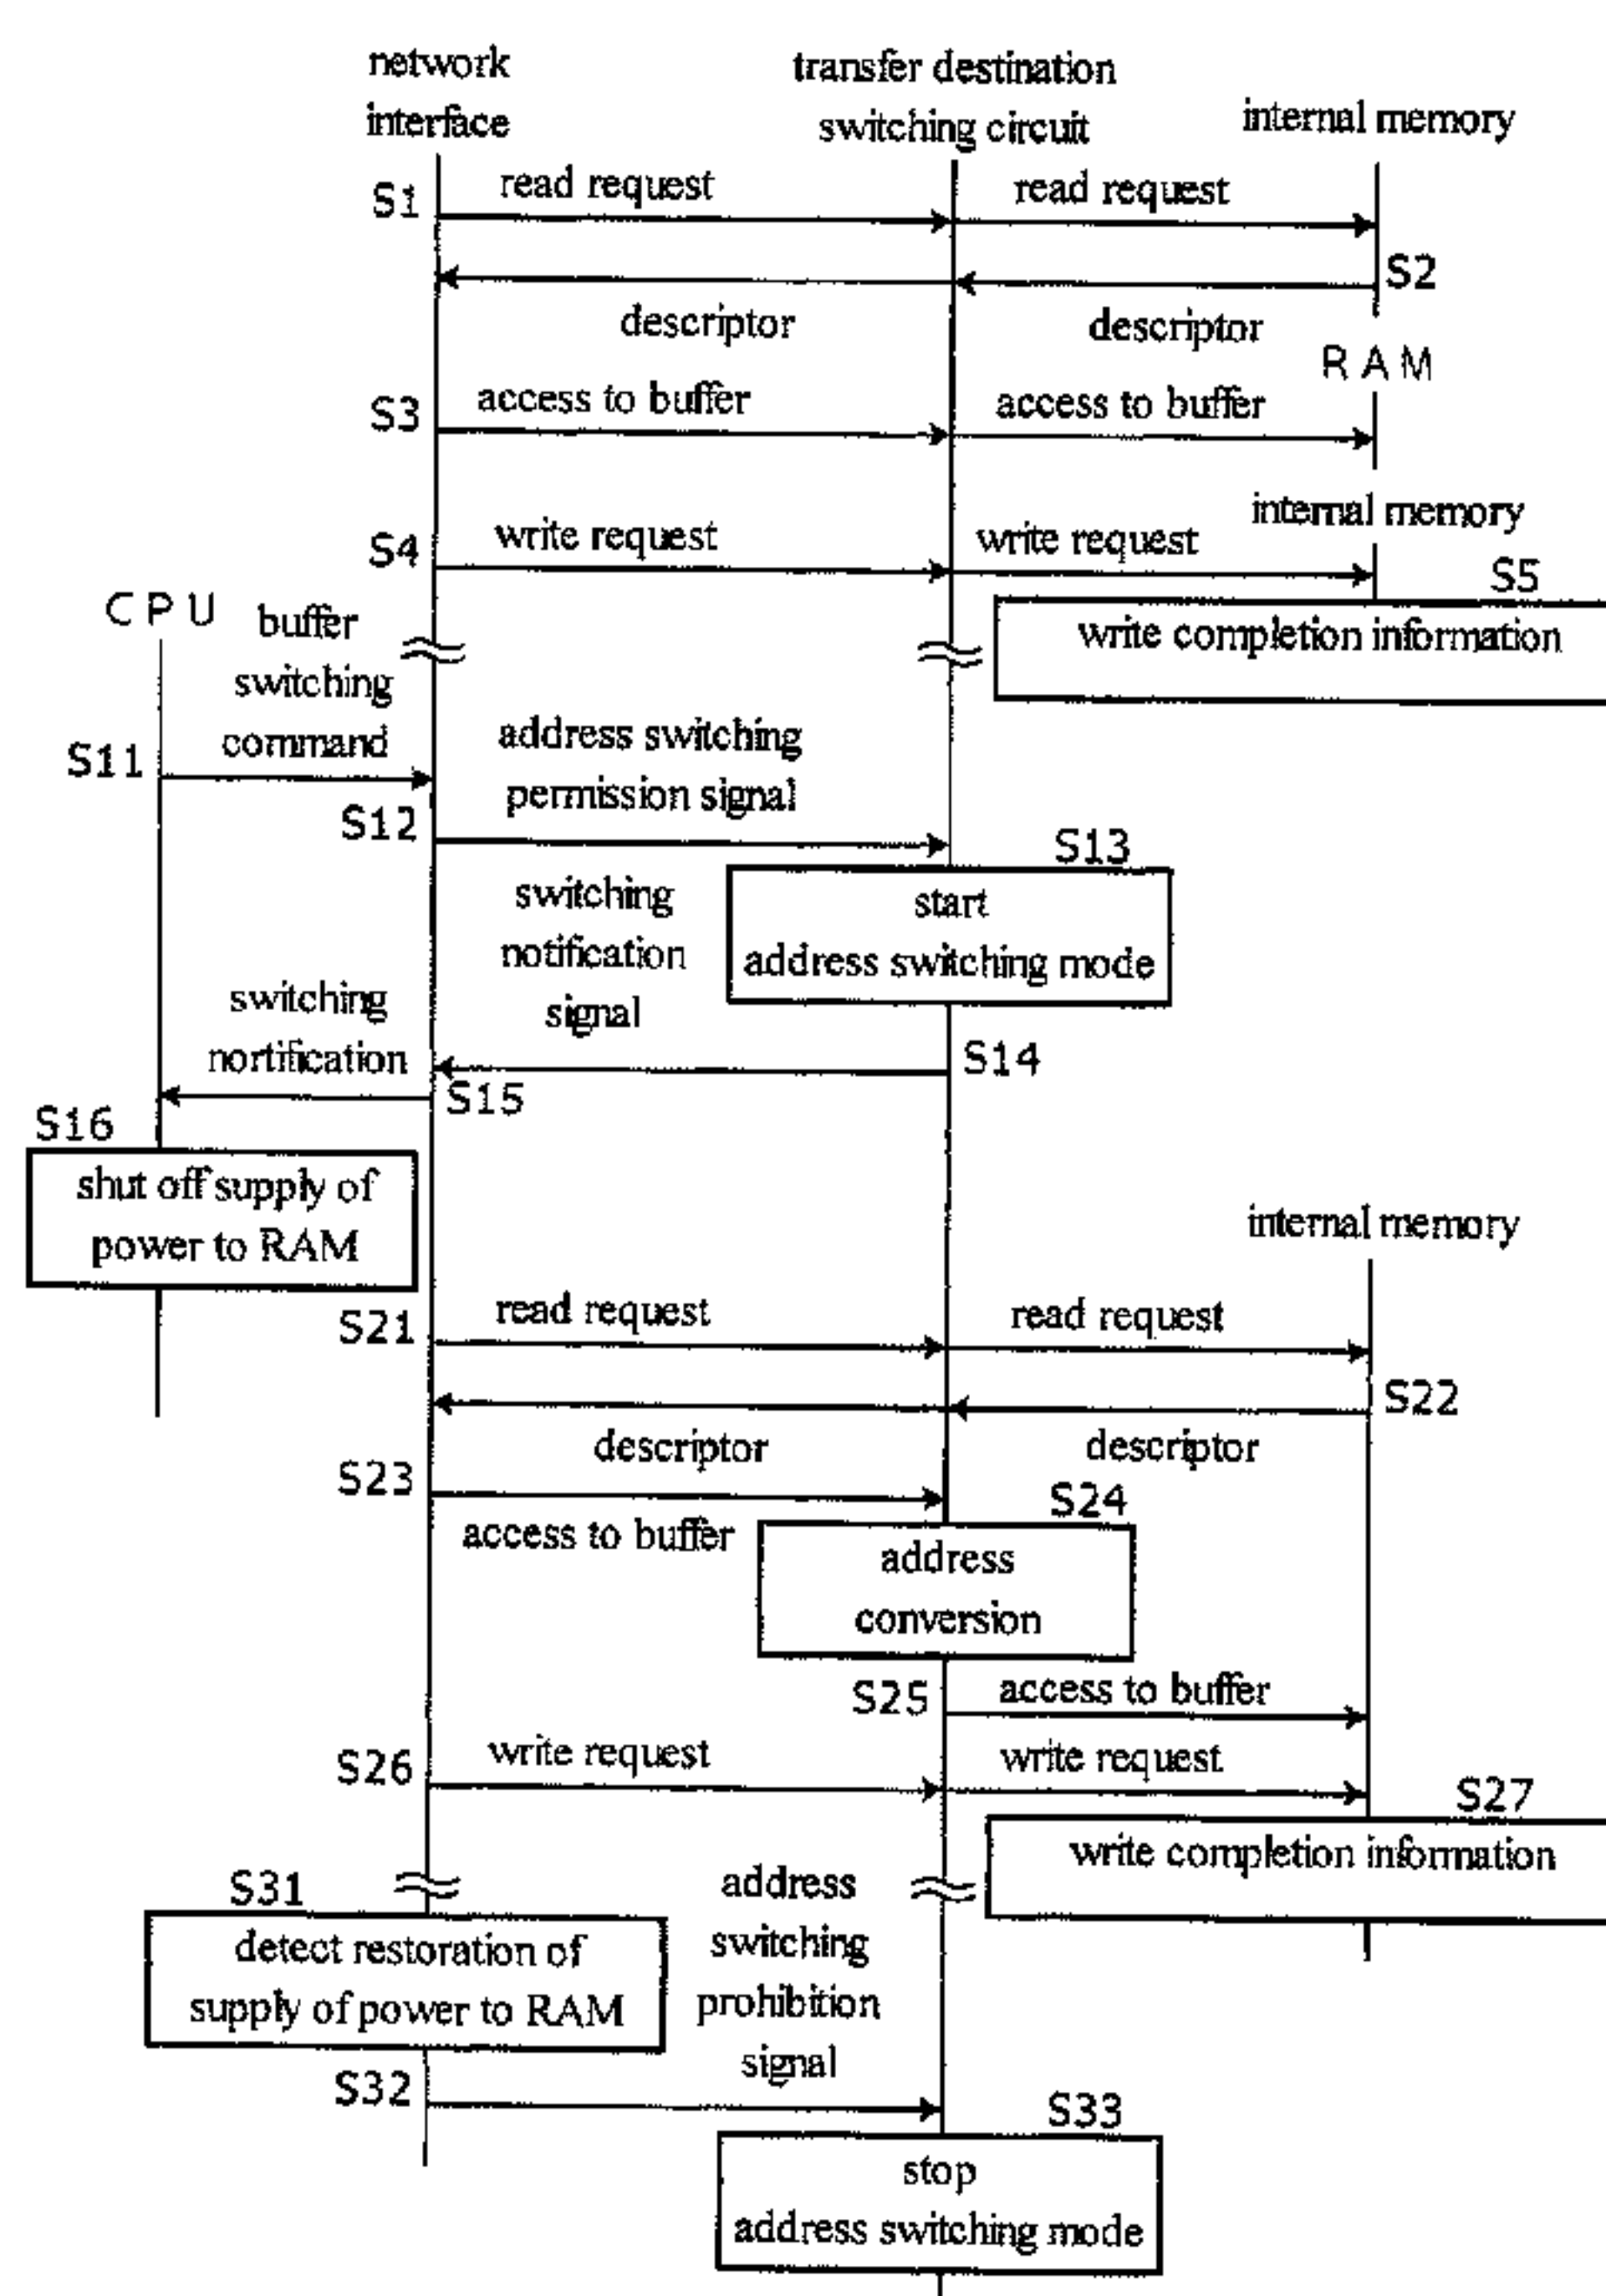 network
interface
transfer destination
switching circuit
internal memory
S1
read request
read request
S2
descriptor
descriptor
RAM
S3
access to buffer
access to buffer
internal memory
S4
write request
write request
S5
write completion information
CPU
buffer
switching
command
S11
address switching
permission signal
S12
S13
start
address switching mode
switching
notification
signal
S14
switching
nortification
S15
S16
shut off supply of
power to RAM
internal memory
S21
read request
read request
S22
descriptor
descriptor
S23
access to buffer
S24
address
conversion
S25
access to buffer
S26
write request
write request
S27
write completion information
S31
detect restoration of
supply of power to RAM
address
switching
prohibition
signal
S32
S33
stop
address switching mode